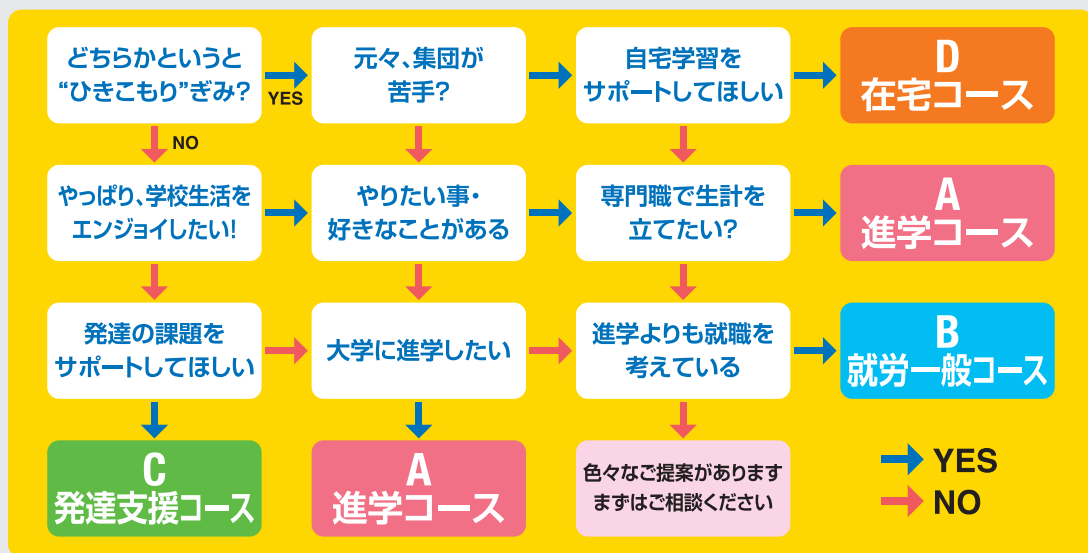 どちらかというと
“ひきこもり”ぎみ?
YES
元々、集団が
苦手?
自宅学習を
サポートしてほしい
D
在宅コース
NO
やっぱり、学校生活を
エンジョイしたい!
やりたい事・
好きなことがある
専門職で生計を
立てたい?
A
進学コース
発達の課題を
サポートしてほしい
大学に進学したい
進学よりも就職を
考えている
B
就労一般コース
C
発達支援コース
A
進学コース
色々なご提案があります
まずはご相談ください
YES
NO